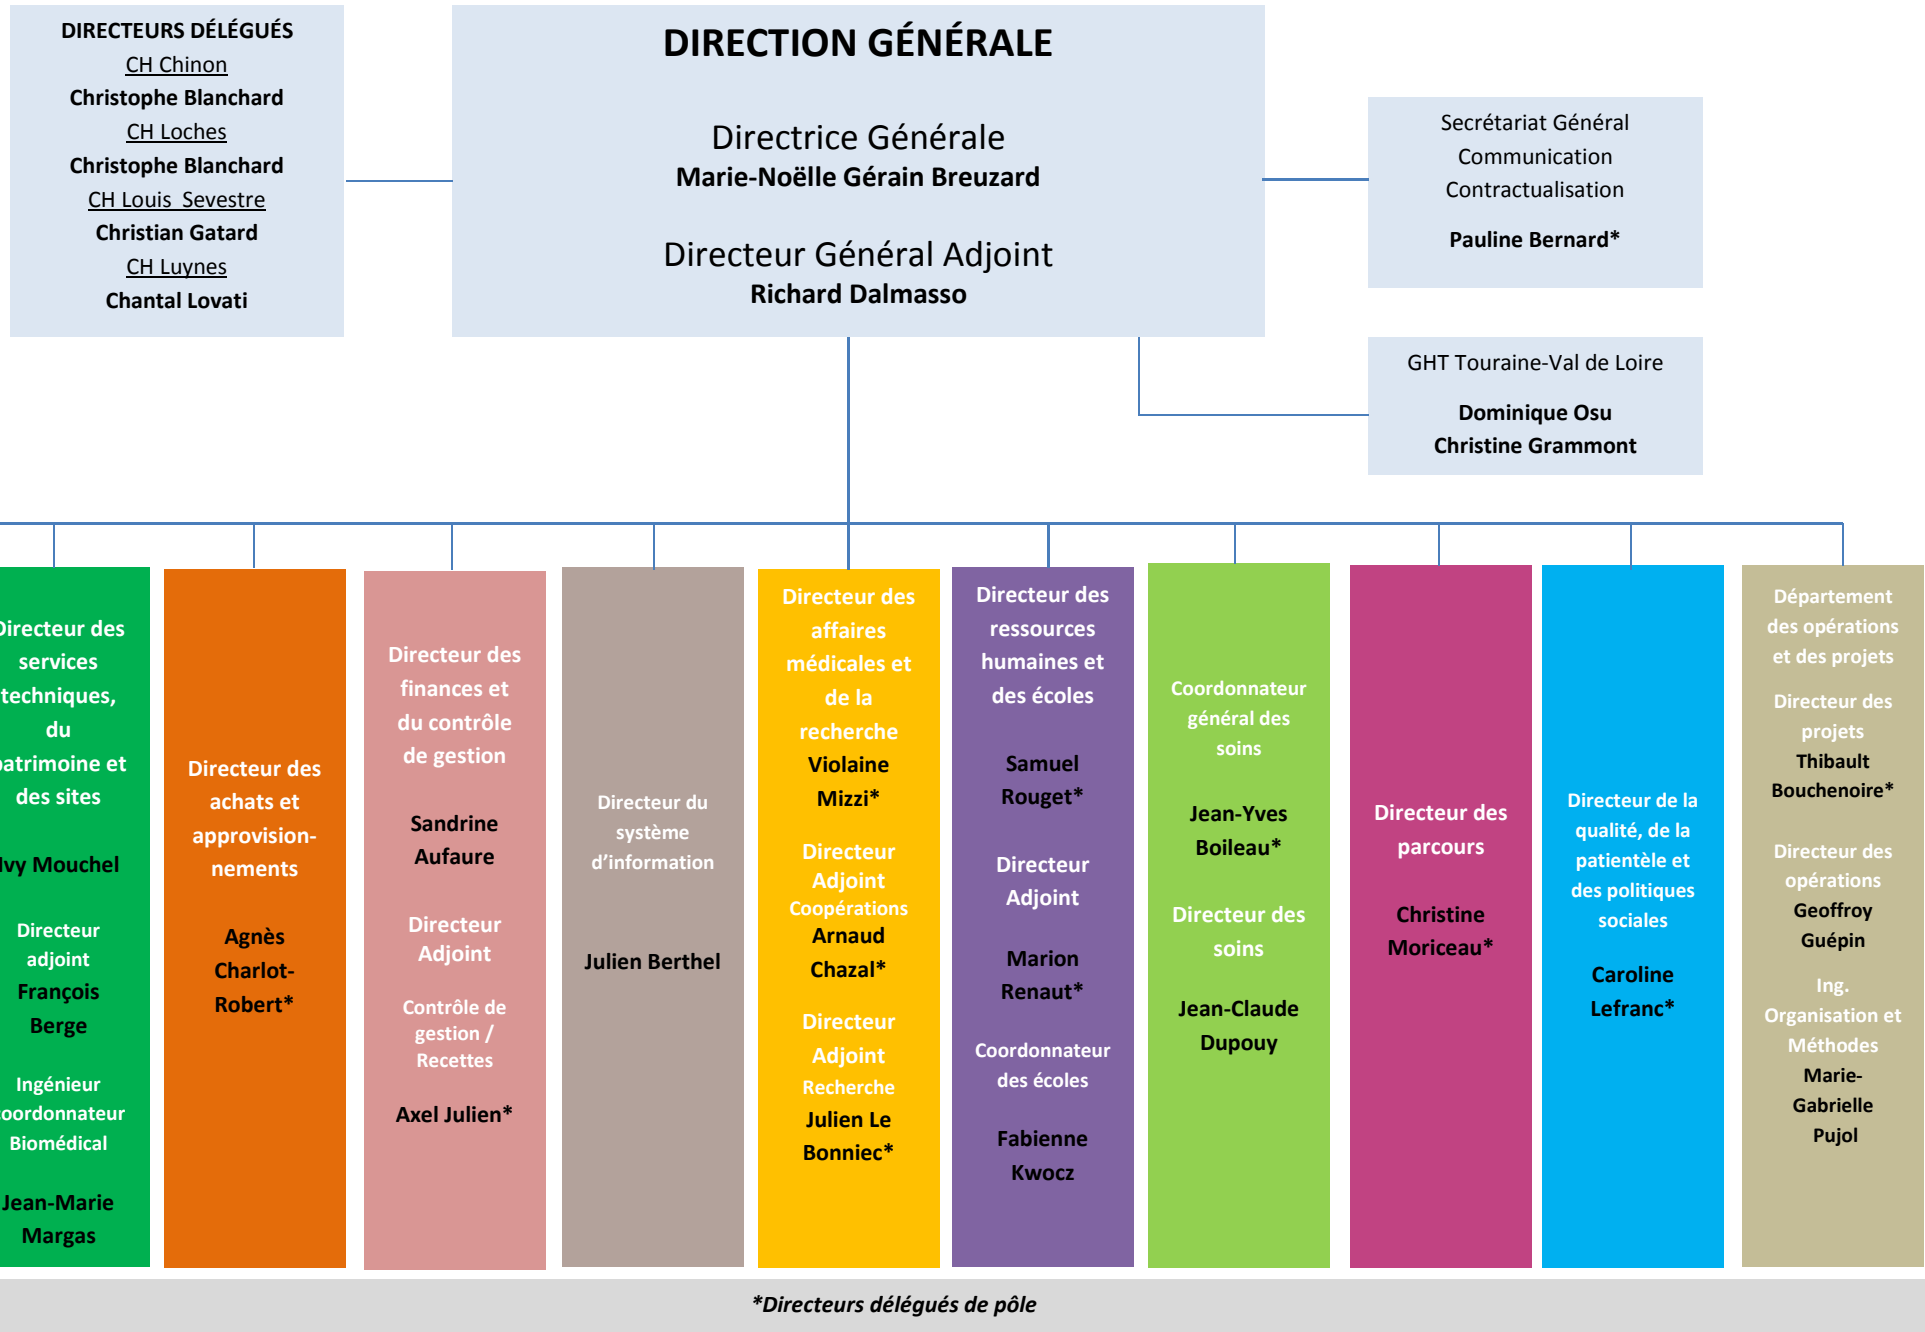 DIRECTEURS DÉLÉGUÉS
CH Chinon
Christophe Blanchard
CH Loches
Christophe Blanchard
CH Louis Sevestre
Christian Gatard
CH Luynes
Chantal Lovati
DIRECTION GÉNÉRALE
Directrice Générale
Marie-Noëlle Gérain Breuzard
Directeur Général Adjoint
Richard Dalmasso
Secrétariat Général
Communication
Contractualisation
Pauline Bernard*
GHT Touraine-Val de Loire
Dominique Osu
Christine Grammont
Directeur des
services
techniques,
du
patrimoine et
des sites
Ivy Mouchel
Directeur
adjoint
François
Berge
Ingénieur
coordonnateur
Biomédical
Jean-Marie
Margas
Directeur des
achats et
approvision-
nements
Agnès
Charlot-
Robert*
Directeur des
finances et
du contrôle
de gestion
Sandrine
Aufaure
Directeur
Adjoint
Contrôle de
gestion /
Recettes
Axel Julien*
Directeur du
système
d’information
Julien Berthel
Directeur des
affaires
médicales et
de la
recherche
Violaine
Mizzi*
Directeur
Adjoint
Coopérations
Arnaud
Chazal*
Directeur
Adjoint
Recherche
Julien Le
Bonniec*
Directeur des
ressources
humaines et
des écoles
Samuel
Rouget*
Directeur
Adjoint
Marion
Renaut*
Coordonnateur
des écoles
Fabienne
Kwocz
Coordonnateur
général des
soins
Jean-Yves
Boileau*
Directeur des
soins
Jean-Claude
Dupouy
Directeur des
parcours
Christine
Moriceau*
Directeur de la
qualité, de la
patientèle et
des politiques
sociales
Caroline
Lefranc*
Département
des opérations
et des projets
Directeur des
projets
Thibault
Bouchenoire*
Directeur des
opérations
Geoffroy
Guépin
Ing.
Organisation et
Méthodes
Marie-
Gabrielle
Pujol
*Directeurs délégués de pôle